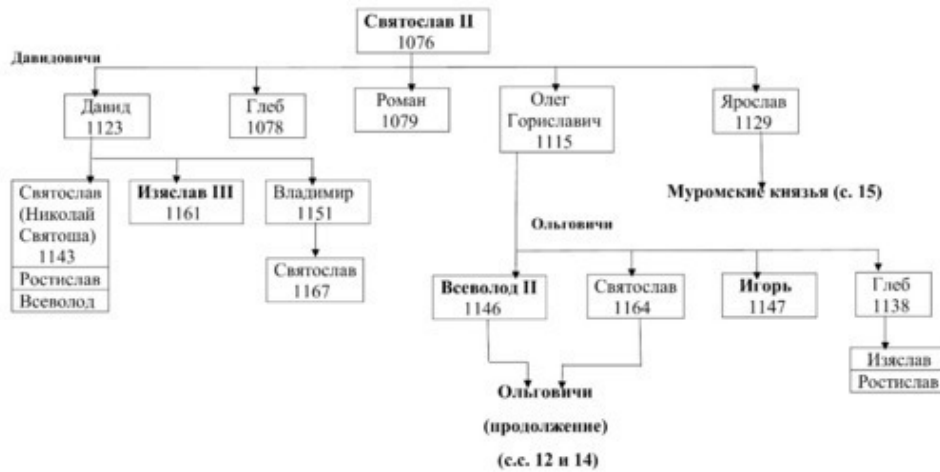 Святослав II
1076
Давидовичи
Давид
1123
Глеб
1078
Роман
1079
Олег
Гориславич
1115
Ярослав
1129
Святослав
(Николай
Святоша)
1143
Ростислав
Всеволод
Изяслав III
1161
Владимир
1151
Святослав
1167
Муромские князья (с. 15)
Ольговичи
Всеволод II
1146
Святослав
1164
Игорь
1147
Глеб
1138
Изяслав
Ростислав
Ольговичи
(продолжение)
(с.с. 12 и 14)